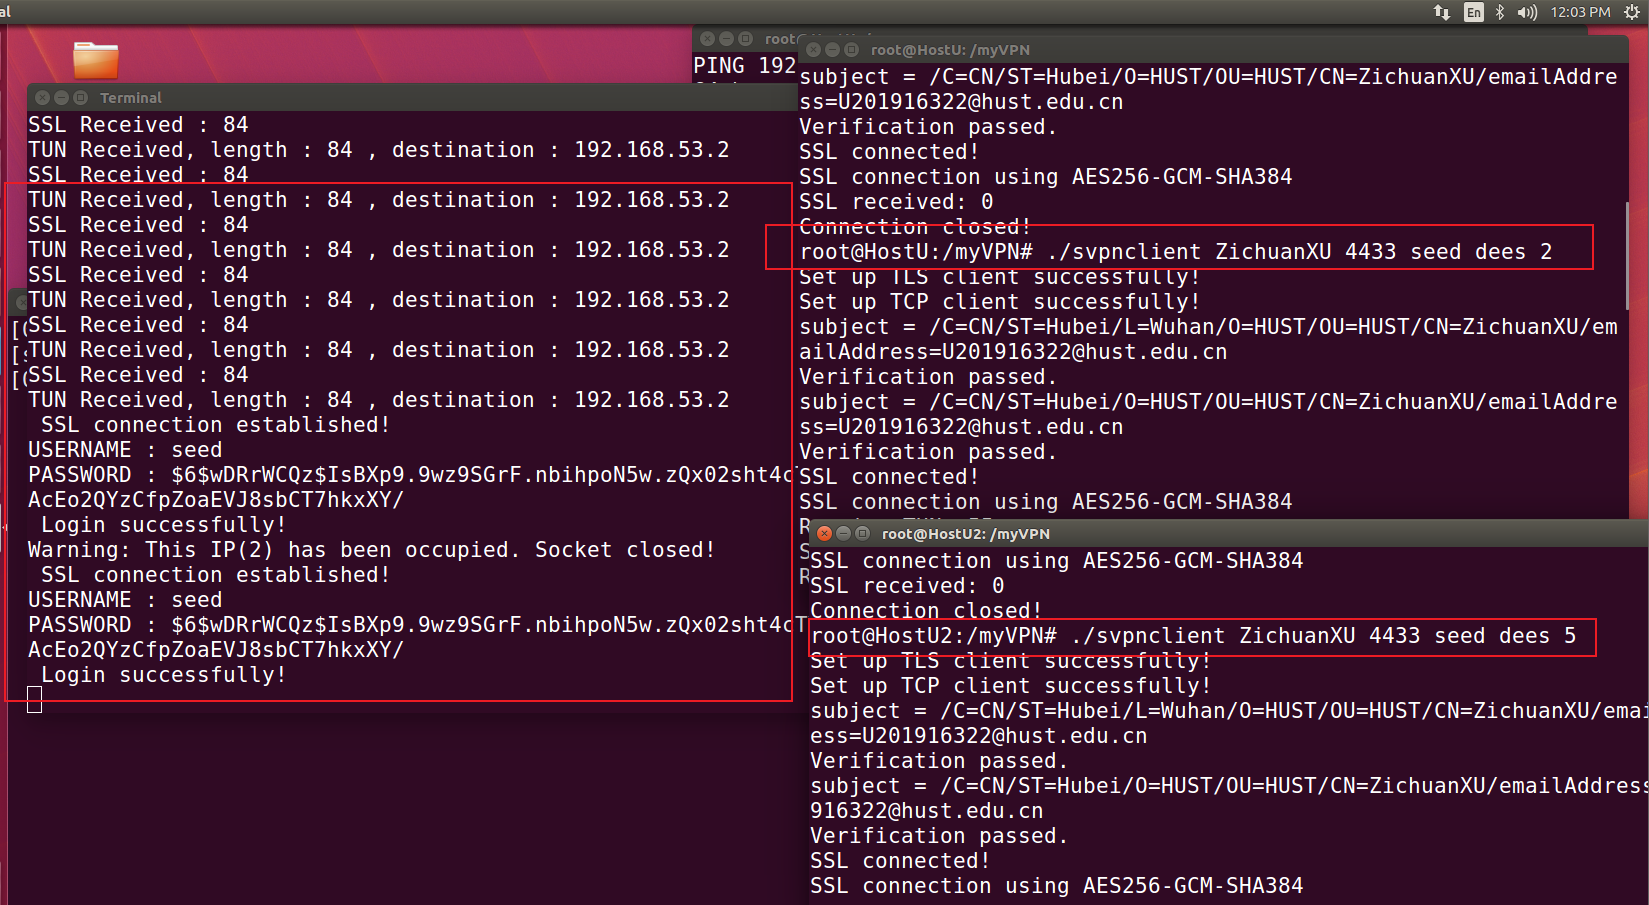 al
En
12:03 PM
root@HostU: /myVPN
PING 192
Terminal
SSL Received : 84
TUN Received, length : 84 , destination : 192.168.53.2
SSL Received : 84
TUN Received, length : 84 , destination : 192.168.53.2
SSL Received : 84
TUN Received, length : 84 , destination : 192.168.53.2
SSL Received : 84
TUN Received, length : 84 , destination : 192.168.53.2
SSL Received : 84
TUN Received, length : 84 , destination : 192.168.53.2
SSL Received : 84
TUN Received, length : 84 , destination : 192.168.53.2
SSL connection established!
USERNAME : seed
PASSWORD : $6$wDRrWCQz$IsBXp9.9wz9SGrF.nbihpoN5w.zQx02sht4cT
AcEo2QYzCfpZoaEVJ8sbCT7hkxXY/
Login successfully!
Warning: This IP(2) has been occupied. Socket closed!
SSL connection established!
USERNAME : seed
PASSWORD : $6$wDRrWCQz$IsBXp9.9wz9SGrF.nbihpoN5w.zQx02sht4cT
AcEo2QYzCfpZoaEVJ8sbCT7hkxXY/
Login successfully!
subject = /C=CN/ST=Hubei/O=HUST/OU=HUST/CN=ZichuanXU/emailAddre
ss=U201916322@hust.edu.cn
Verification passed.
SSL connected!
SSL connection using AES256-GCM-SHA384
SSL received: 0
Connection closed!
root@HostU:/myVPN# ./svpnclient ZichuanXU 4433 seed dees 2
Set up TLS client successfully!
Set up TCP client successfully!
subject = /C=CN/ST=Hubei/L=Wuhan/O=HUST/OU=HUST/CN=ZichuanXU/em
ailAddress=U201916322@hust.edu.cn
Verification passed.
subject = /C=CN/ST=Hubei/O=HUST/OU=HUST/CN=ZichuanXU/emailAddre
ss=U201916322@hust.edu.cn
Verification passed.
SSL connected!
SSL connection using AES256-GCM-SHA384
root@HostU2: /myVPN
SSL connection using AES256-GCM-SHA384
SSL received: 0
Connection closed!
root@HostU2:/myVPN# ./svpnclient ZichuanXU 4433 seed dees 5
Set up TLS client successfully!
Set up TCP client successfully!
subject = /C=CN/ST=Hubei/L=Wuhan/O=HUST/OU=HUST/CN=ZichuanXU/emai
ess=U201916322@hust.edu.cn
Verification passed.
subject = /C=CN/ST=Hubei/O=HUST/OU=HUST/CN=ZichuanXU/emailAddress
916322@hust.edu.cn
Verification passed.
SSL connected!
SSL connection using AES256-GCM-SHA384